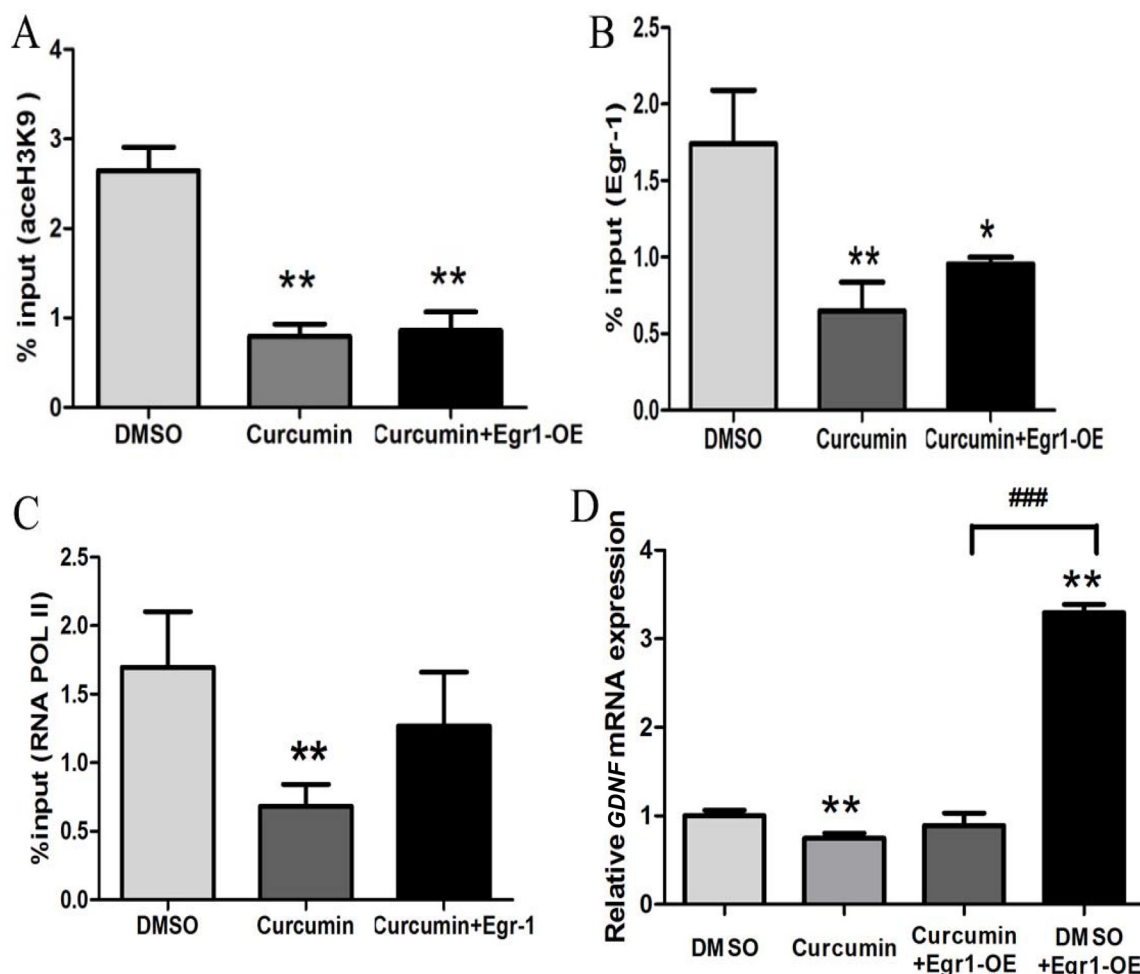 A
% input (aceH3K9 )
4
3
2
1
0
**
**
DMSO
Curcumin
Curcumin+Egr1-OE
B
% input (Egr-1)
2.5
2.0
1.5
1.0
0.5
0.0
**
*
DMSO
Curcumin
Curcumin+Egr1-OE
C
%input (RNA POL II)
2.5
2.0
1.5
1.0
0.5
0.0
**
DMSO
Curcumin
Curcumin+Egr-1
D
Relative GDNF mRNA expression
###
4
3
2
1
0
**
**
DMSO
Curcumin
Curcumin
+Egr1-OE
DMSO
+Egr1-OE